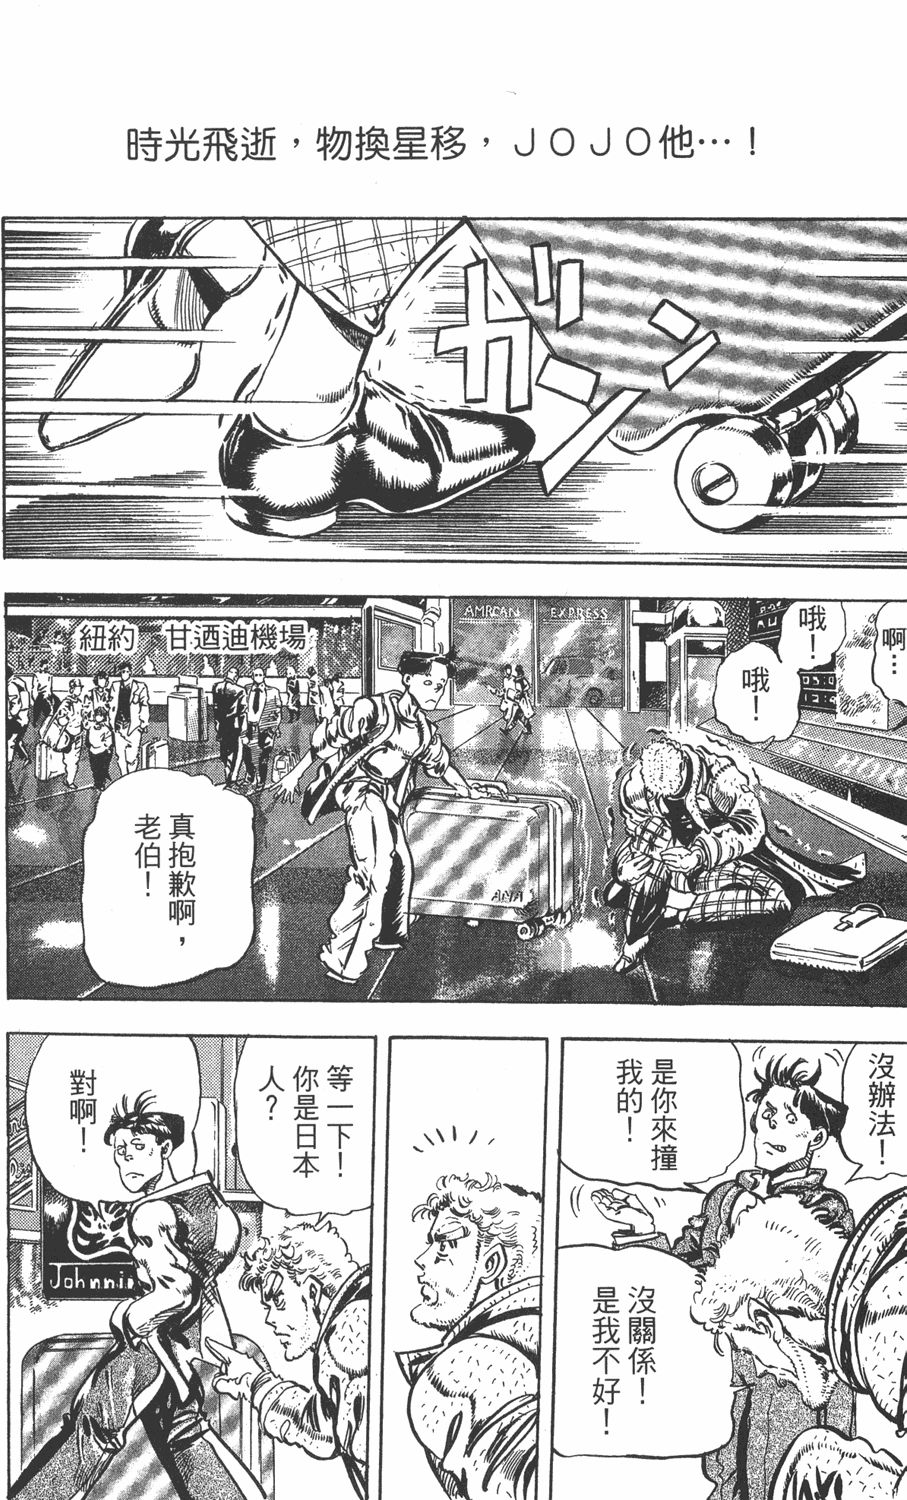 時光飛逝，物換星移，ＪＯＪＯ他…！
ガン
紐約 甘迺迪機場
AMRCAN EXPRESS
啊…
哦！
哦！
真抱歉啊，
老伯！
ANA
沒辦法！
是你來撞
我的！
沒關係！
是我不好！
等一下！
你是日本
人？
對啊！
Johnni